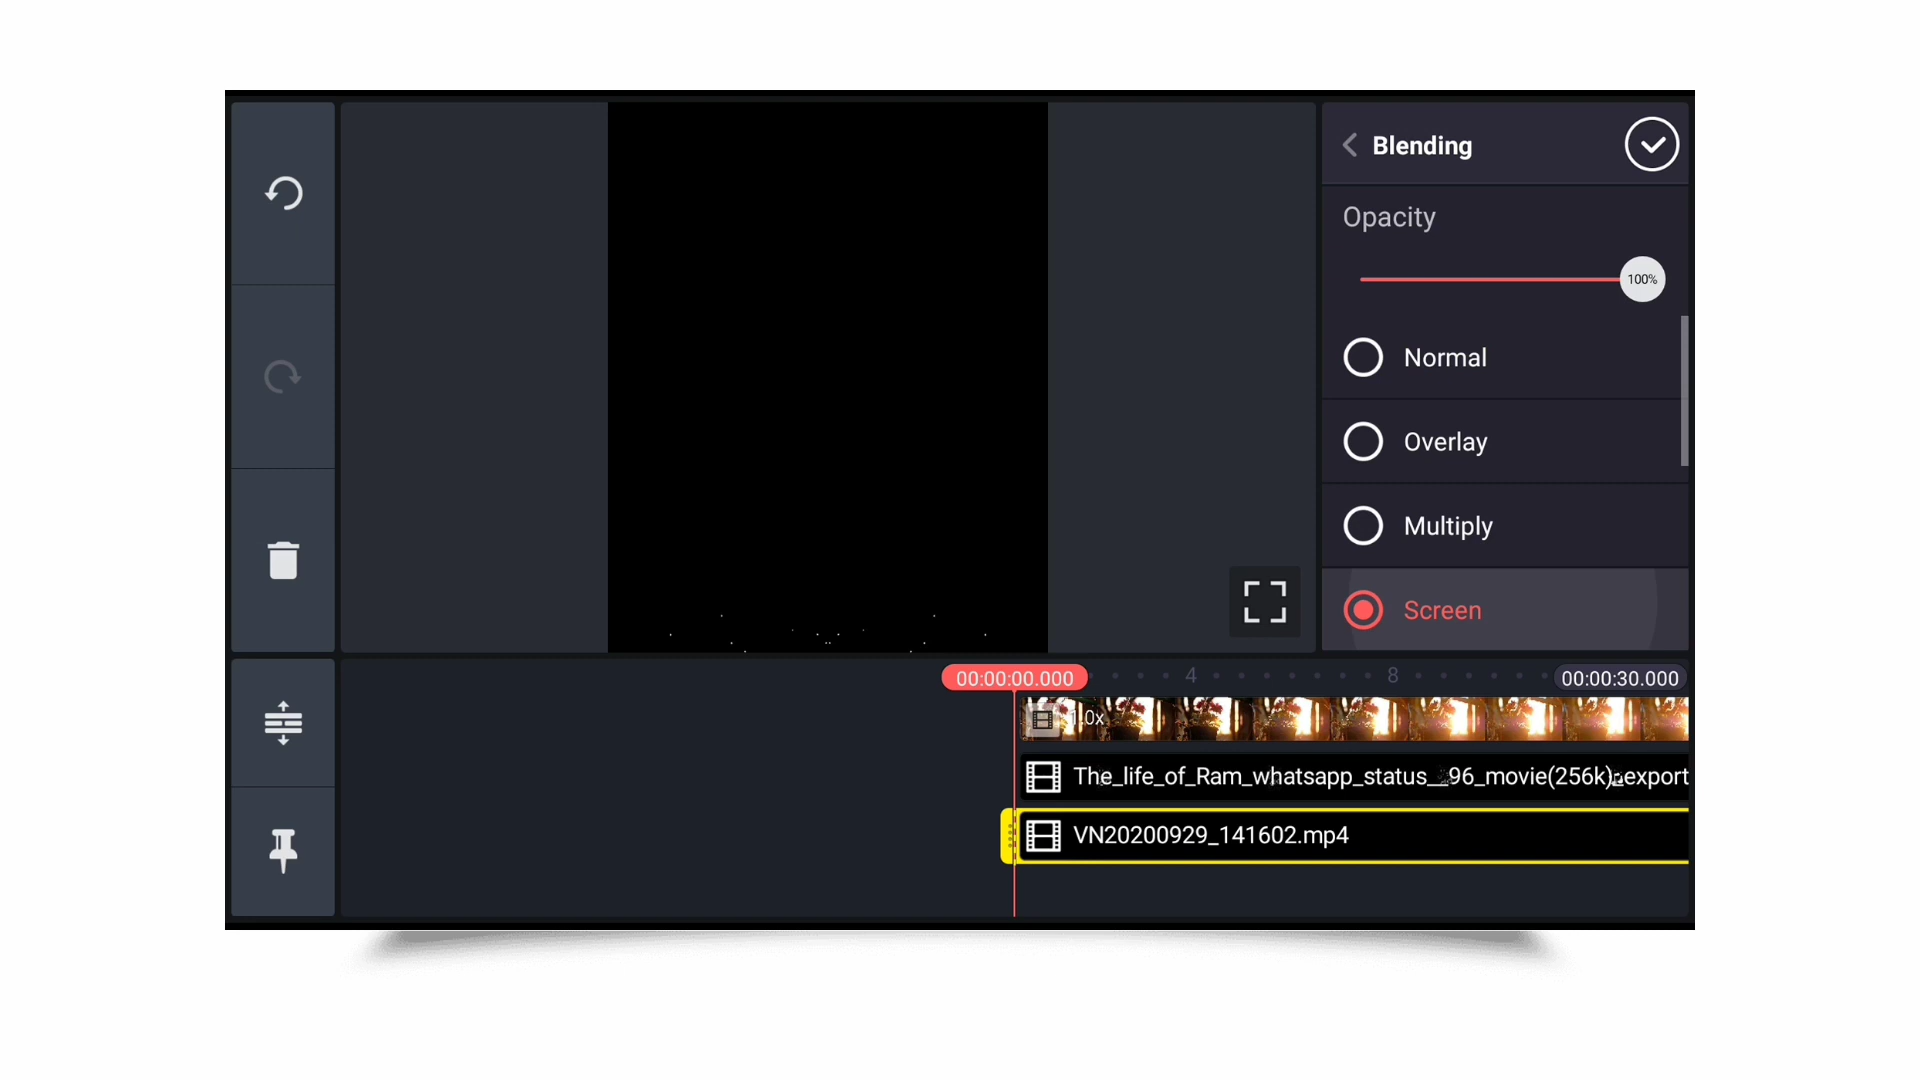 Blending
Opacity
100%
Normal
Overlay
Multiply
Screen
00:00:00.000
4
8
00:00:30.000
1.0x
The_life_of_Ram_whatsapp_status__96_movie(256k)_export
VN20200929_141602.mp4